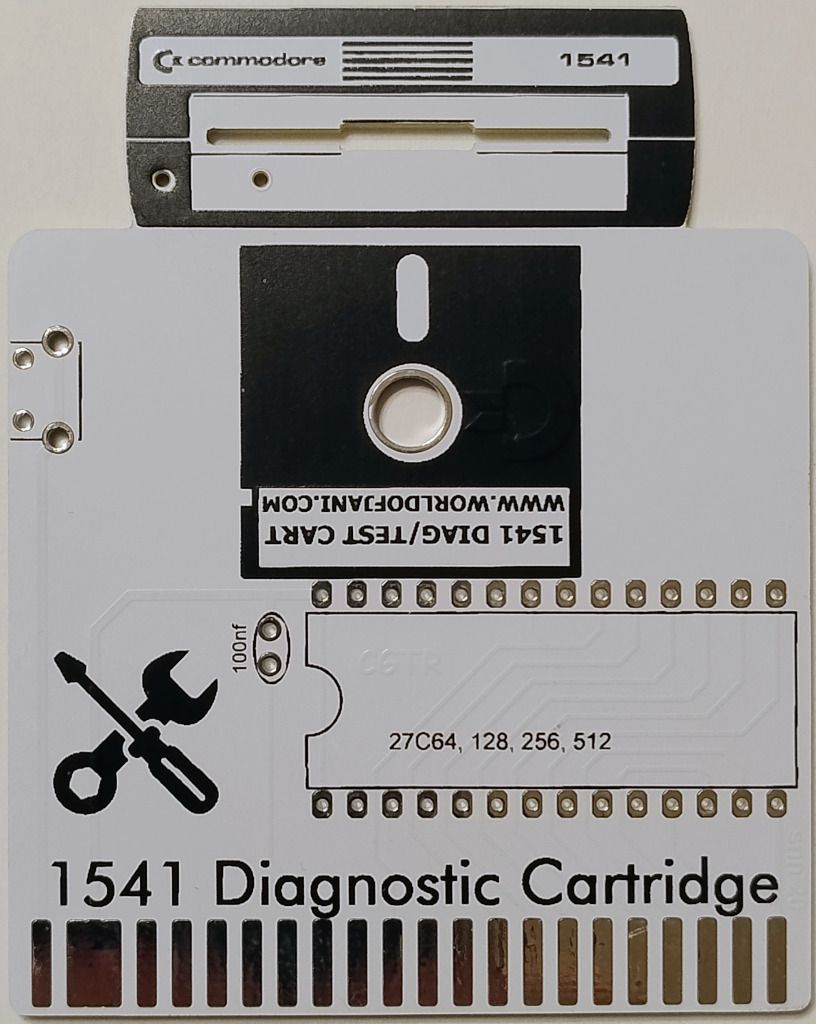 commodore
1541
WWW.WORLDOFJANI.COM
1541 DIAG/TEST CART
100nf
27C64, 128, 256, 512
1541 Diagnostic Cartridge